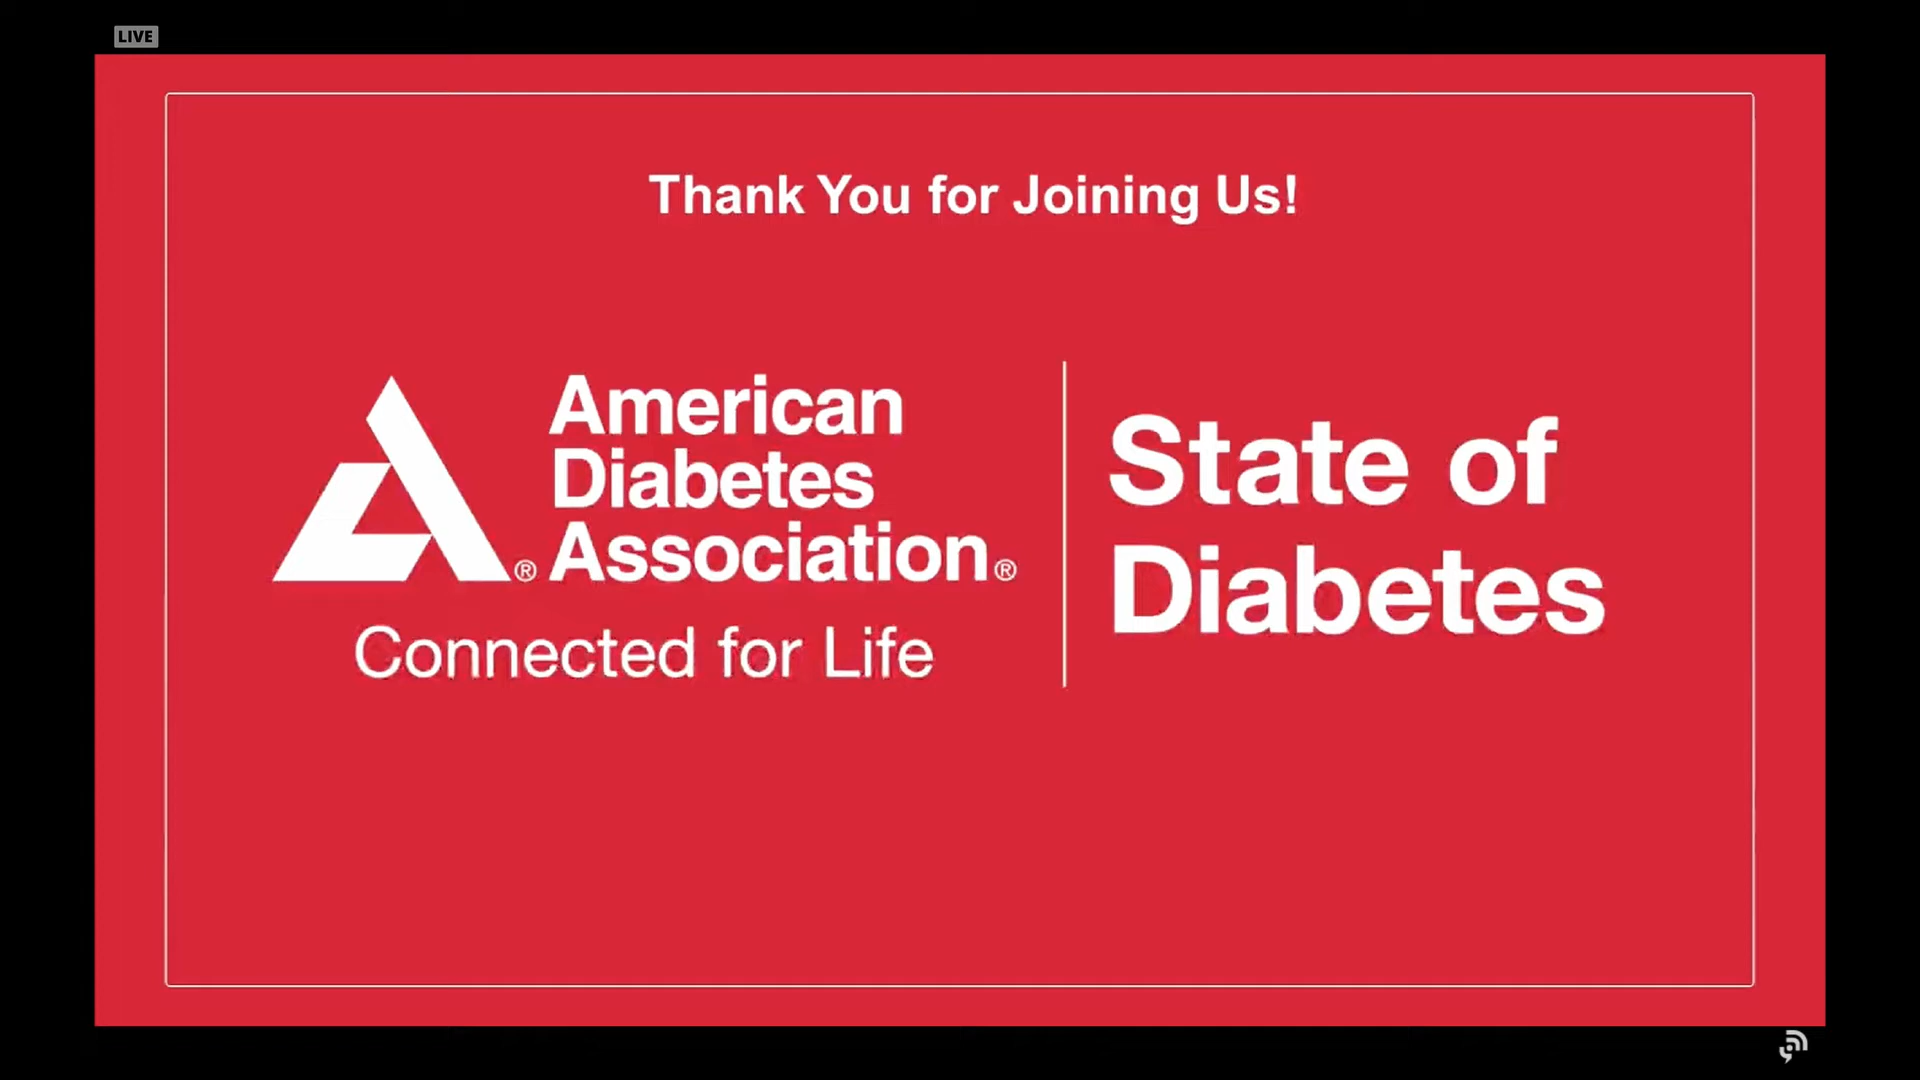 LIVE
Thank You for Joining Us!
American
Diabetes
® Association®
Connected for Life
State of
Diabetes